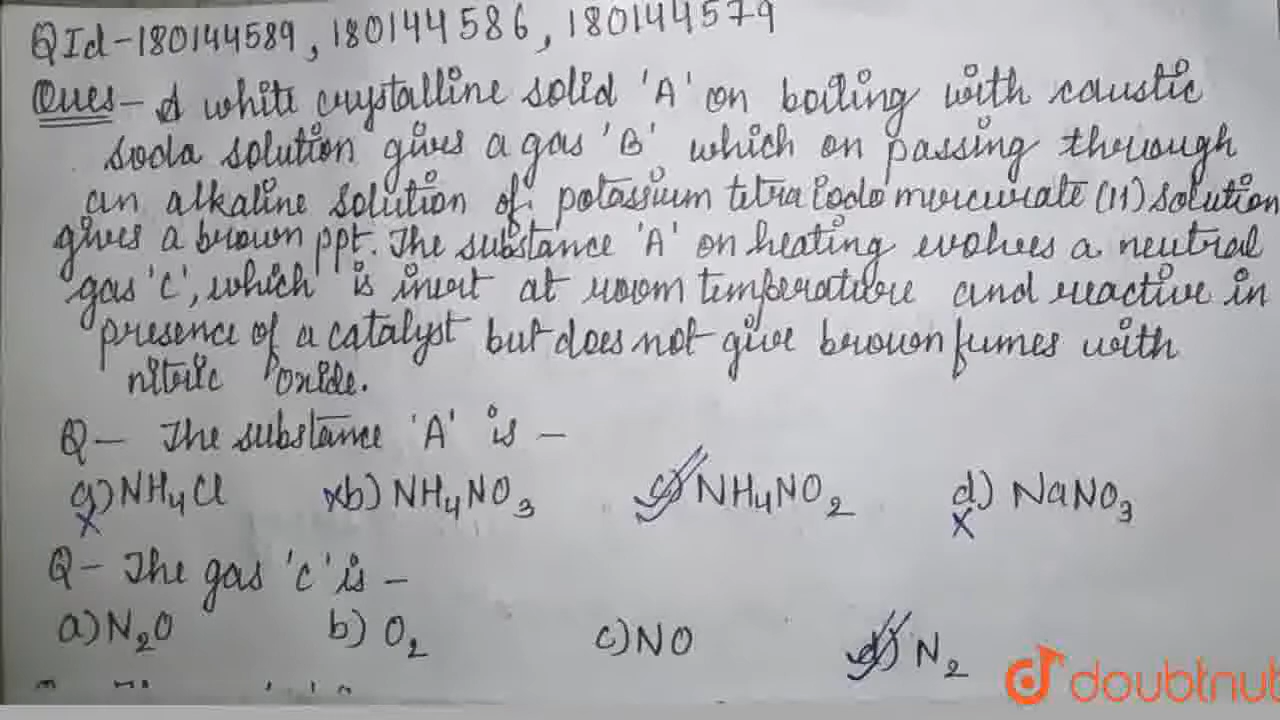 QId-180144589, 180144586, 180144579
Ques- A white crystalline solid 'A' on boiling with caustic
soda solution gives a gas 'B' which on passing through
an alkaline solution of potassium tetra iodo mercurate (11) solution
gives a brown ppt. The substance 'A' on heating evolves a neutral
gas 'C', which is inert at room temperature and reactive in
presence of a catalyst but does not give brown fumes with
nitric oxide.
Q- The substance 'A' is -
a) NH4Cl xb) NH4NO3 c) NH4NO2 d) NaNO3
x x
Q- The gas 'C' is -
a) N2O b) O2 c) NO d) N2
doubtnut